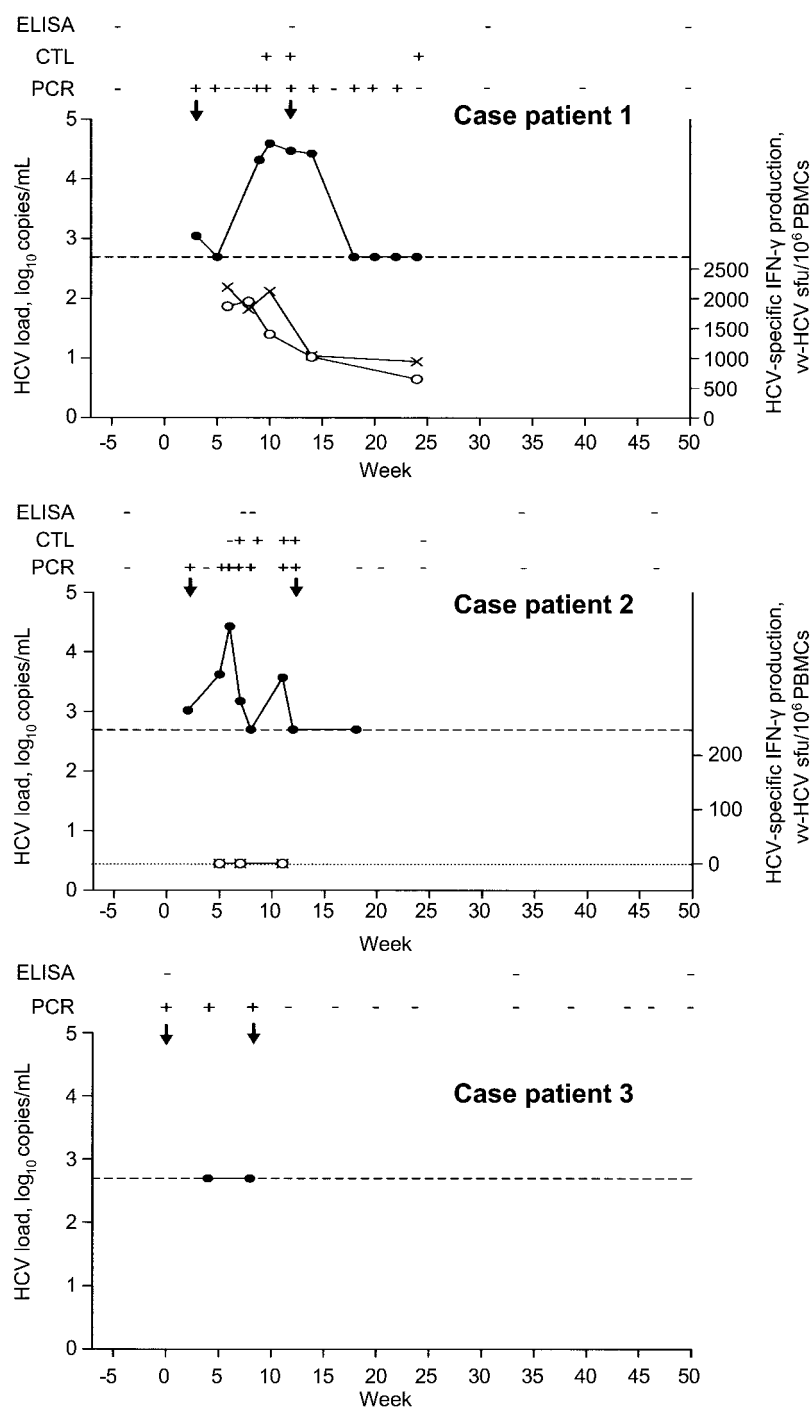 ELISA - - - -
CTL + + +
PCR - + + - - - - + + + + - + + + - - -
Case patient 1
HCV load, log10 copies/mL
5
4
3
2
1
0
HCV-specific IFN-γ production,
vv-HCV sfu/10⁶ PBMCs
2500
2000
1500
1000
500
0
-5 0 5 10 15 20 25 30 35 40 45 50
Week
ELISA - - - - -
CTL - + + + + -
PCR - + - + + + + + + - - - - -
Case patient 2
HCV load, log10 copies/mL
5
4
3
2
1
0
HCV-specific IFN-γ production,
vv-HCV sfu/10⁶ PBMCs
200
100
0
-5 0 5 10 15 20 25 30 35 40 45 50
Week
ELISA - - -
PCR + + + - - - - - - - - -
Case patient 3
HCV load, log10 copies/mL
5
4
3
2
1
0
-5 0 5 10 15 20 25 30 35 40 45 50
Week